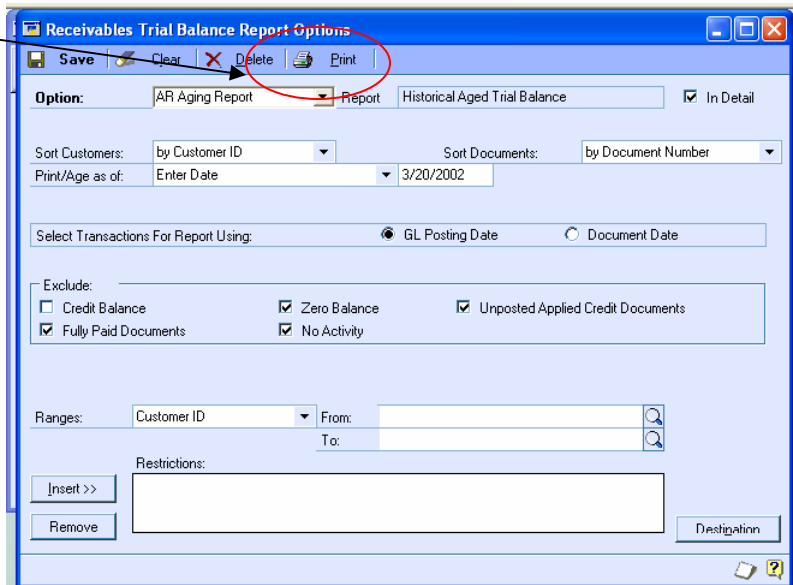 Receivables Trial Balance Report Options
Save Clear Delete Print
Option: AR Aging Report Report Historical Aged Trial Balance In Detail
Sort Customers: by Customer ID Sort Documents: by Document Number
Print/Age as of: Enter Date 3/20/2002
Select Transactions For Report Using: GL Posting Date Document Date
Exclude:
Credit Balance Zero Balance Unposted Applied Credit Documents
Fully Paid Documents No Activity
Ranges: Customer ID From:
To:
Restrictions:
Insert >>
Remove Destination